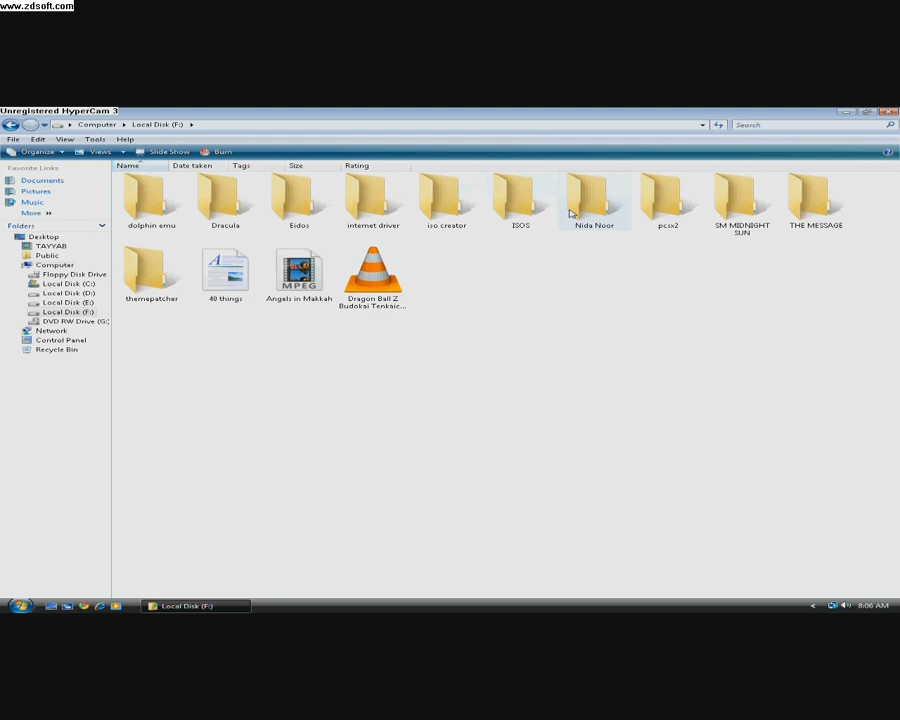 www.zdsoft.com
Unregistered HyperCam 3
Computer Local Disk (F:)
Search
File Edit View Tools Help
Organize Views Slide Show Burn
Favorite Links
Documents
Pictures
Music
More »
Folders
Desktop
TAYYAB
Public
Computer
Floppy Disk Drive
Local Disk (C:)
Local Disk (D:)
Local Disk (E:)
Local Disk (F:)
DVD RW Drive (G:)
Network
Control Panel
Recycle Bin
Name Date taken Tags Size Rating
dolphin emu
Dracula
Eidos
internet driver
iso creator
ISOS
Nida Noor
pcsx2
SM MIDNIGHT
SUN
THE MESSAGE
themepatcher
A
40 things
MPEG
Angels in Makkah
Dragon Ball Z
Budokai Tenkaic...
Local Disk (F:)
< 8:06 AM